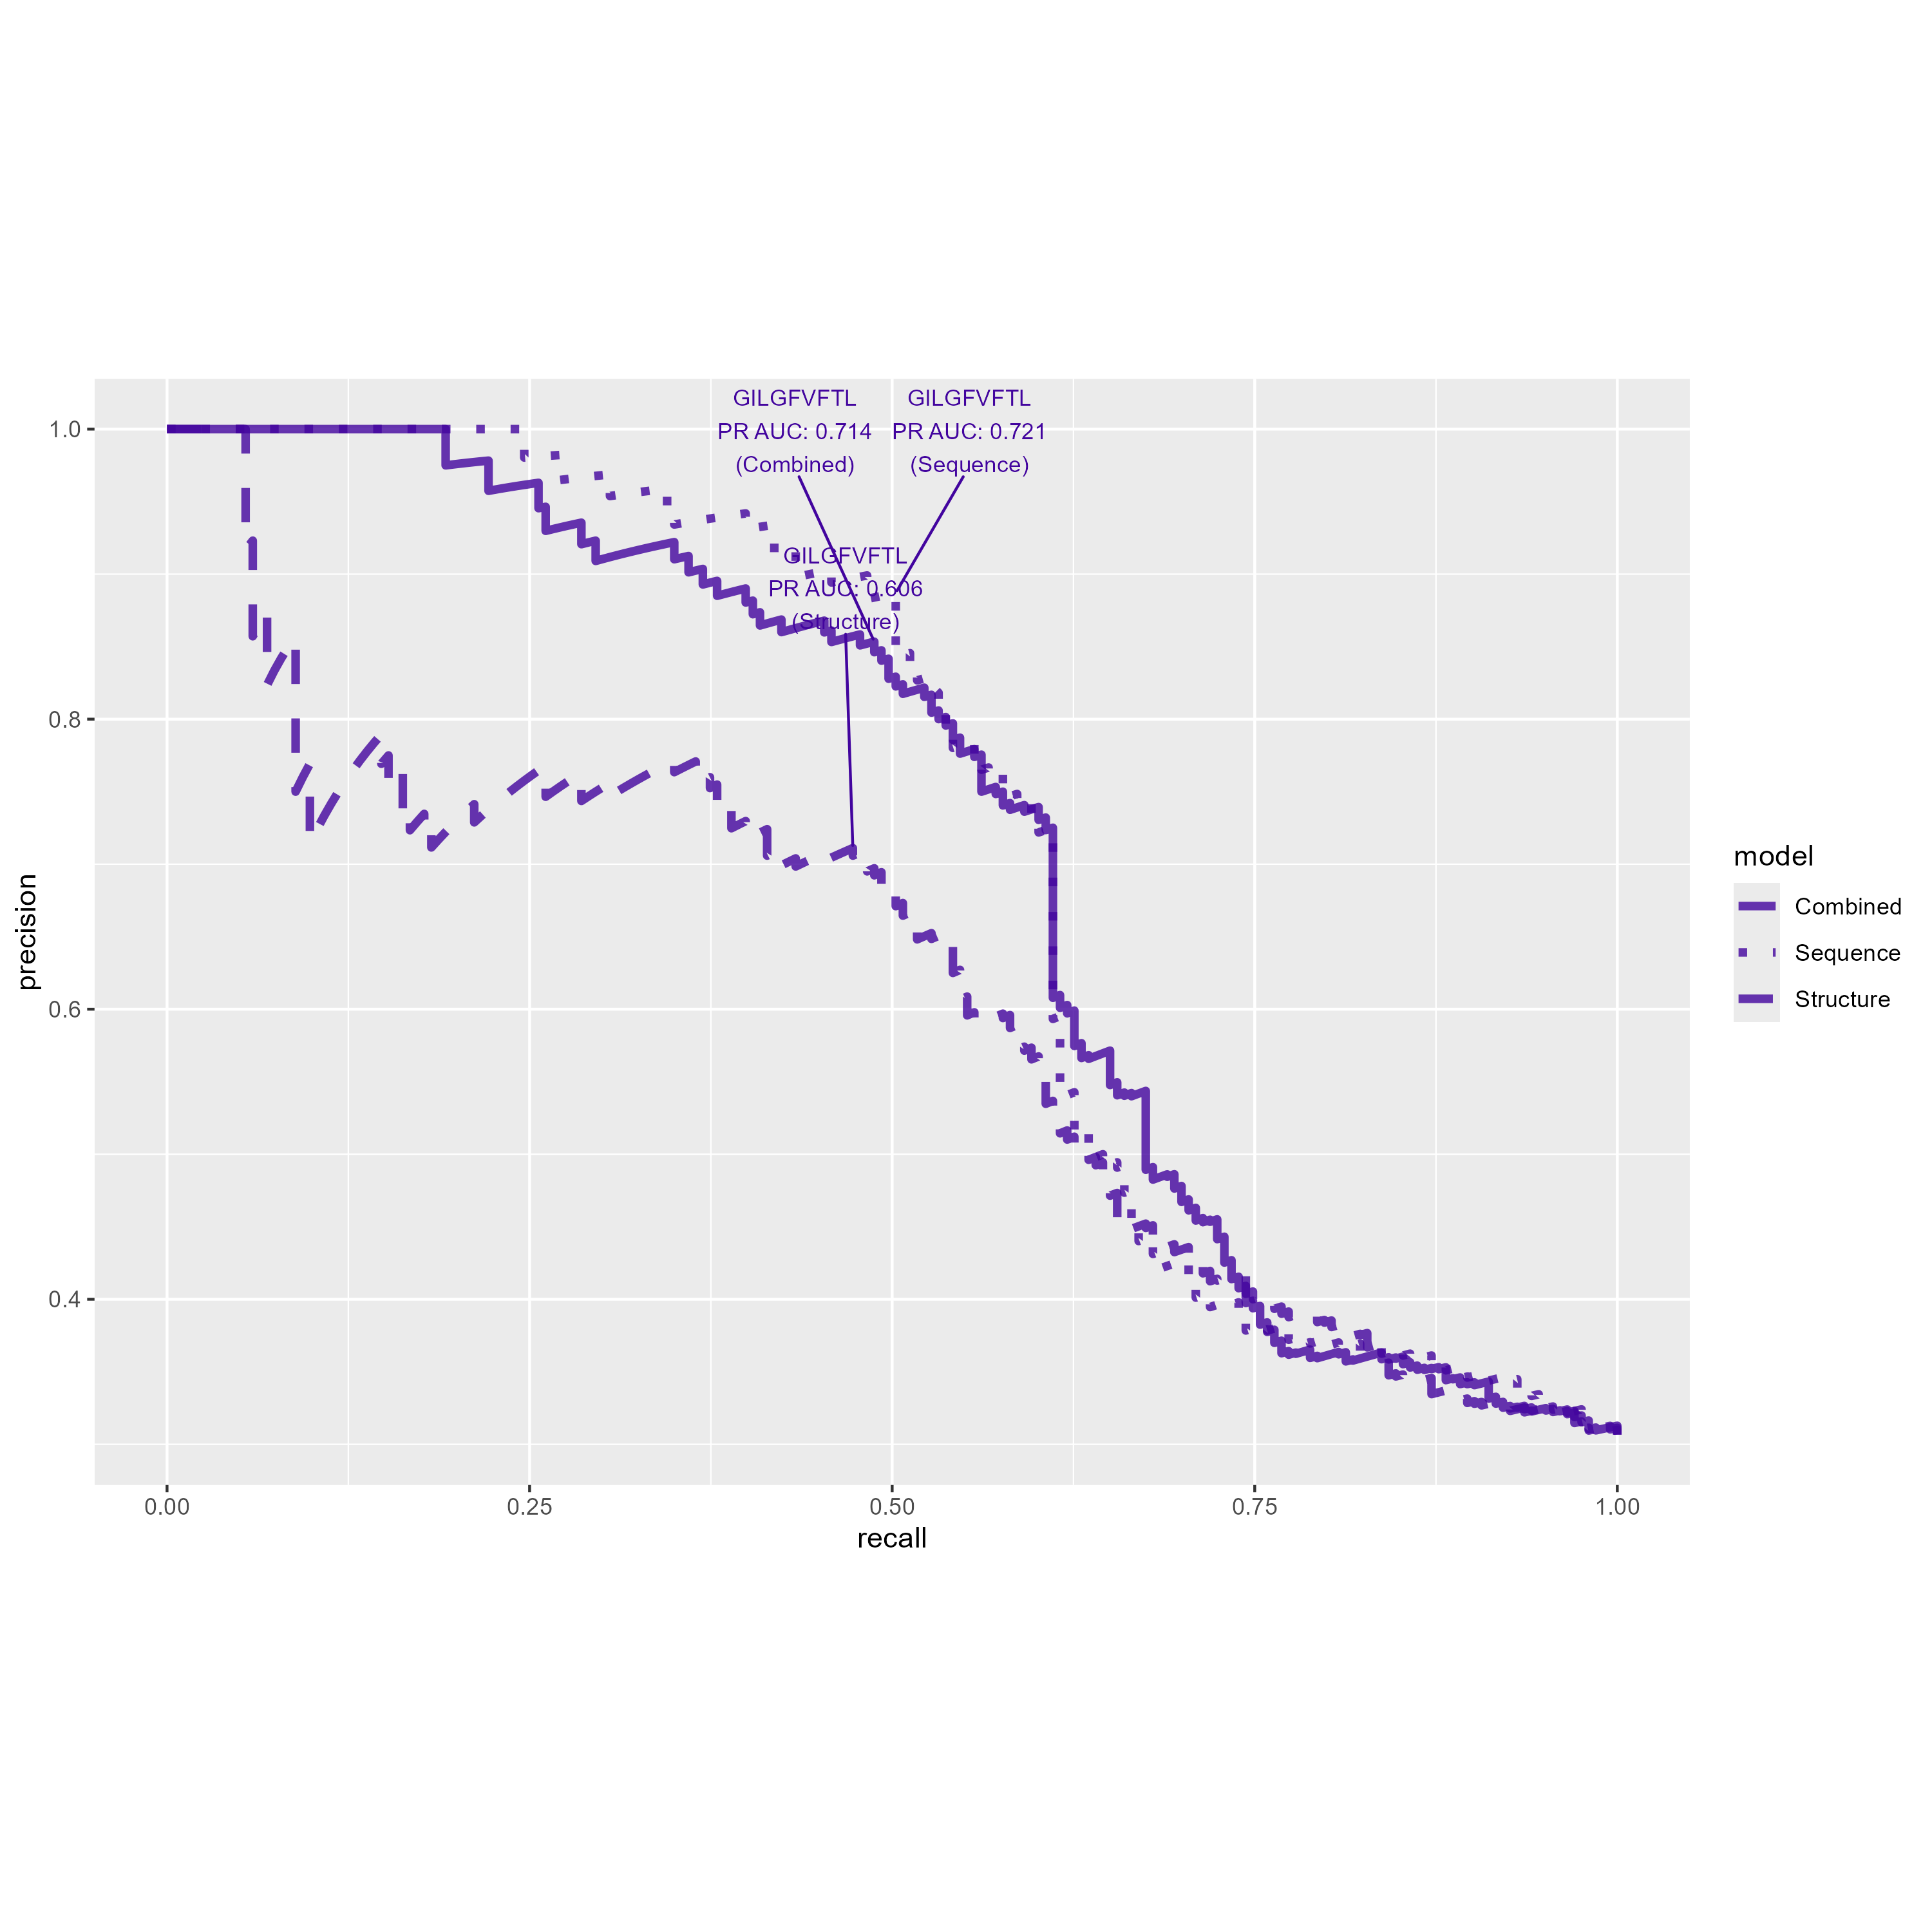 GILGFVFTL
PR AUC: 0.714
(Combined)
GILGFVFTL
PR AUC: 0.721
(Sequence)
GILGFVFTL
PR AUC: 0.606
(Structure)
1.0
0.8
0.6
0.4
precision
0.00
0.25
0.50
0.75
1.00
recall
model
Combined
Sequence
Structure